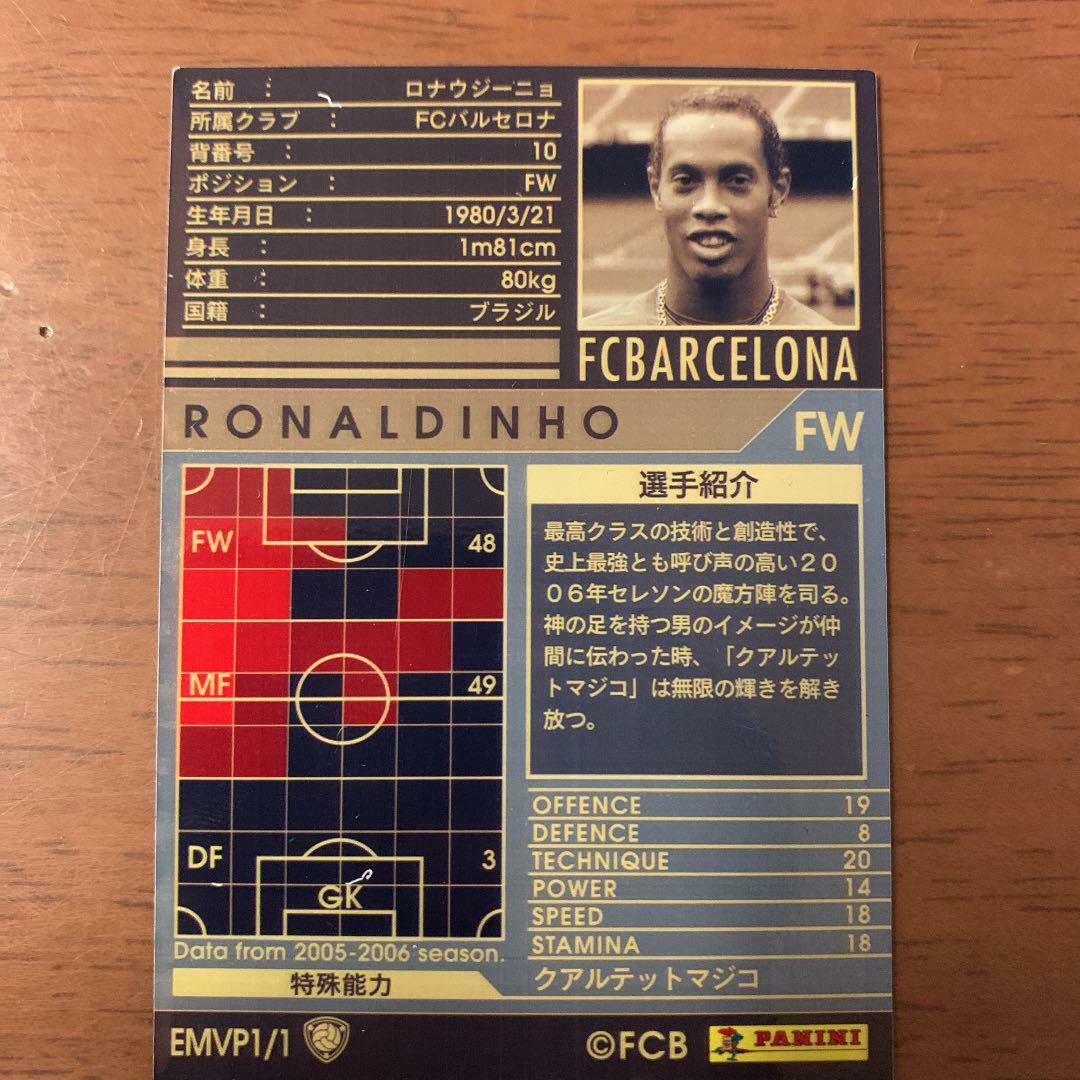 名前 : ロナウジーニョ
所属クラブ : FCバルセロナ
背番号 : 10
ポジション : FW
生年月日 : 1980/3/21
身長 : 1m81cm
体重 : 80kg
国籍 : ブラジル
FCBARCELONA
RONALDINHO
FW
FW 48
MF 49
DF 3
GK
Data from 2005-2006 season.
選手紹介
最高クラスの技術と創造性で、
史上最強とも呼び声の高い20
06年セレソンの魔方陣を司る。
神の足を持つ男のイメージが仲
間に伝わった時、「クアルテッ
トマジコ」は無限の輝きを解き
放つ。
OFFENCE 19
DEFENCE 8
TECHNIQUE 20
POWER 14
SPEED 18
STAMINA 18
特殊能力 クアルテットマジコ
EMVP1/1
©FCB PANINI